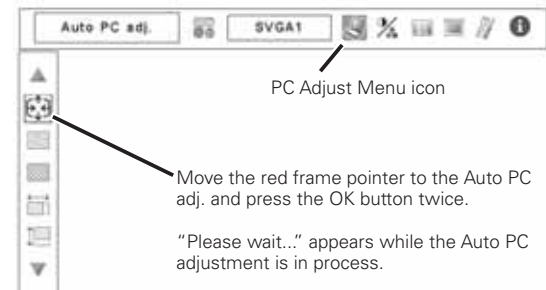 Auto PC adj. SVGA1
PC Adjust Menu icon
Move the red frame pointer to the Auto PC
adj. and press the OK button twice.
“Please wait...” appears while the Auto PC
adjustment is in process.